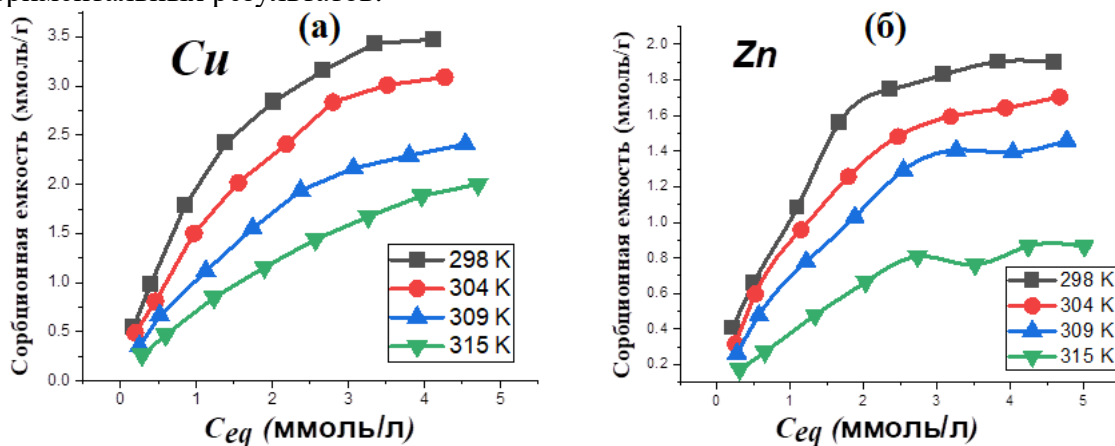 периментальных результатов.
(а)
Cu
Сорбционная емкость (ммоль/г)
3.5
3.0
2.5
2.0
1.5
1.0
0.5
0.0
298 K
304 K
309 K
315 K
0 1 2 3 4 5
Ceq (ммоль/л)
(б)
Zn
Сорбционная емкость (ммоль/г)
2.0
1.8
1.6
1.4
1.2
1.0
0.8
0.6
0.4
0.2
298 K
304 K
309 K
315 K
0 1 2 3 4 5
Ceq (ммоль/л)